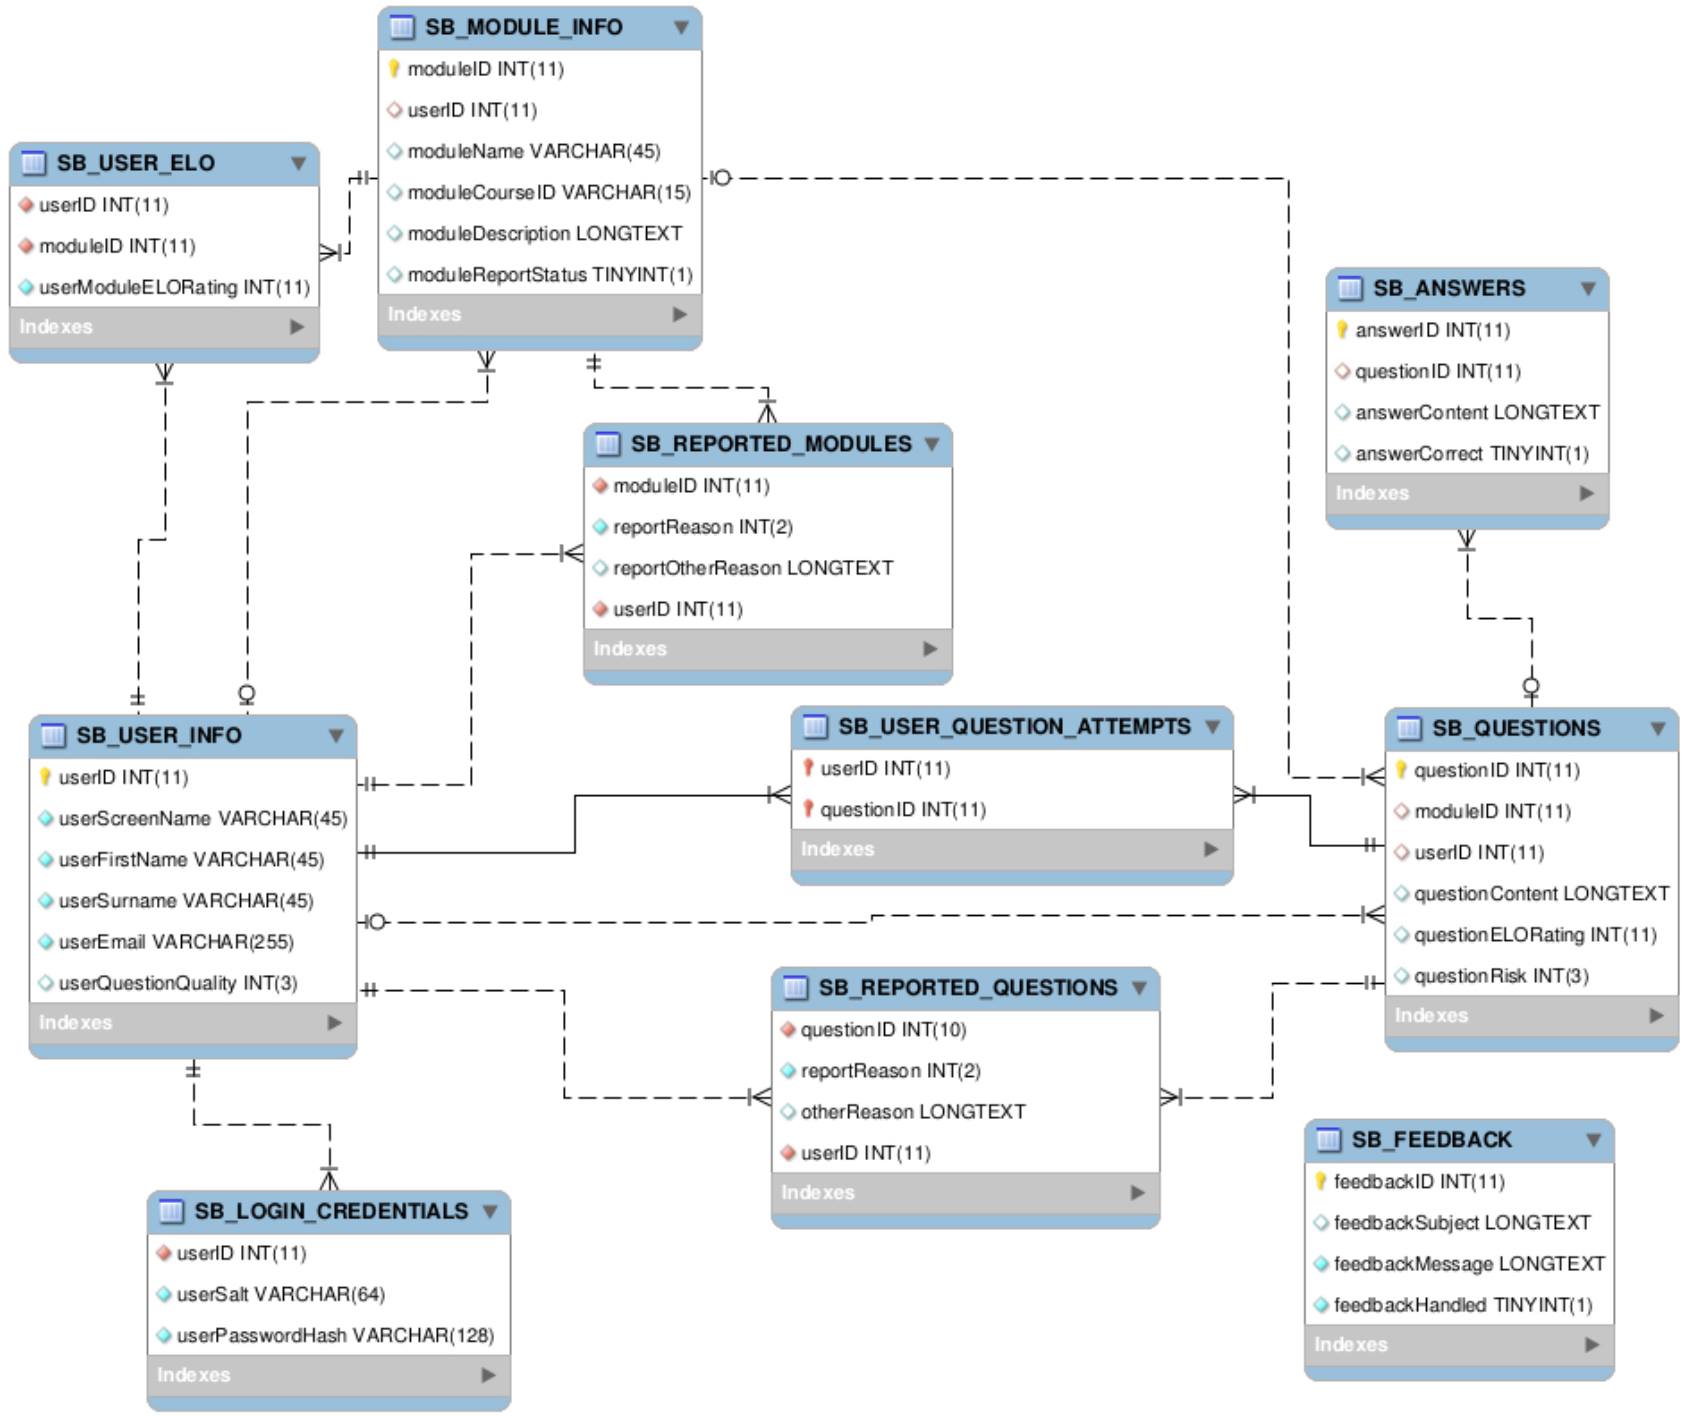 SB_MODULE_INFO
moduleID INT(11)
userID INT(11)
moduleName VARCHAR(45)
moduleCourseID VARCHAR(15)
moduleDescription LONGTEXT
moduleReportStatus TINYINT(1)
Indexes
SB_USER_ELO
userID INT(11)
moduleID INT(11)
userModuleELORating INT(11)
Indexes
SB_ANSWERS
answerID INT(11)
questionID INT(11)
answerContent LONGTEXT
answerCorrect TINYINT(1)
Indexes
SB_REPORTED_MODULES
moduleID INT(11)
reportReason INT(2)
reportOtherReason LONGTEXT
userID INT(11)
Indexes
SB_USER_INFO
userID INT(11)
userScreenName VARCHAR(45)
userFirstName VARCHAR(45)
userSurname VARCHAR(45)
userEmail VARCHAR(255)
userQuestionQuality INT(3)
Indexes
SB_USER_QUESTION_ATTEMPTS
userID INT(11)
questionID INT(11)
Indexes
SB_QUESTIONS
questionID INT(11)
moduleID INT(11)
userID INT(11)
questionContent LONGTEXT
questionELORating INT(11)
questionRisk INT(3)
Indexes
SB_REPORTED_QUESTIONS
questionID INT(10)
reportReason INT(2)
otherReason LONGTEXT
userID INT(11)
Indexes
SB_FEEDBACK
feedbackID INT(11)
feedbackSubject LONGTEXT
feedbackMessage LONGTEXT
feedbackHandled TINYINT(1)
Indexes
SB_LOGIN_CREDENTIALS
userID INT(11)
userSalt VARCHAR(64)
userPasswordHash VARCHAR(128)
Indexes